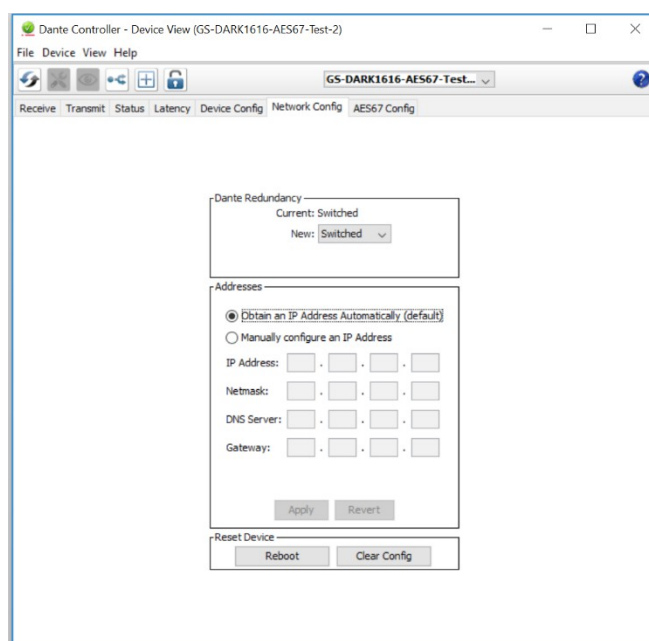 Dante Controller - Device View (GS-DARK1616-AES67-Test-2)
File Device View Help
GS-DARK1616-AES67-Test...
?
Receive Transmit Status Latency Device Config Network Config AES67 Config
Dante Redundancy
Current: Switched
New: Switched
Addresses
Obtain an IP Address Automatically (default)
Manually configure an IP Address
IP Address: . . .
Netmask: . . .
DNS Server: . . .
Gateway: . . .
Apply Revert
Reset Device
Reboot Clear Config